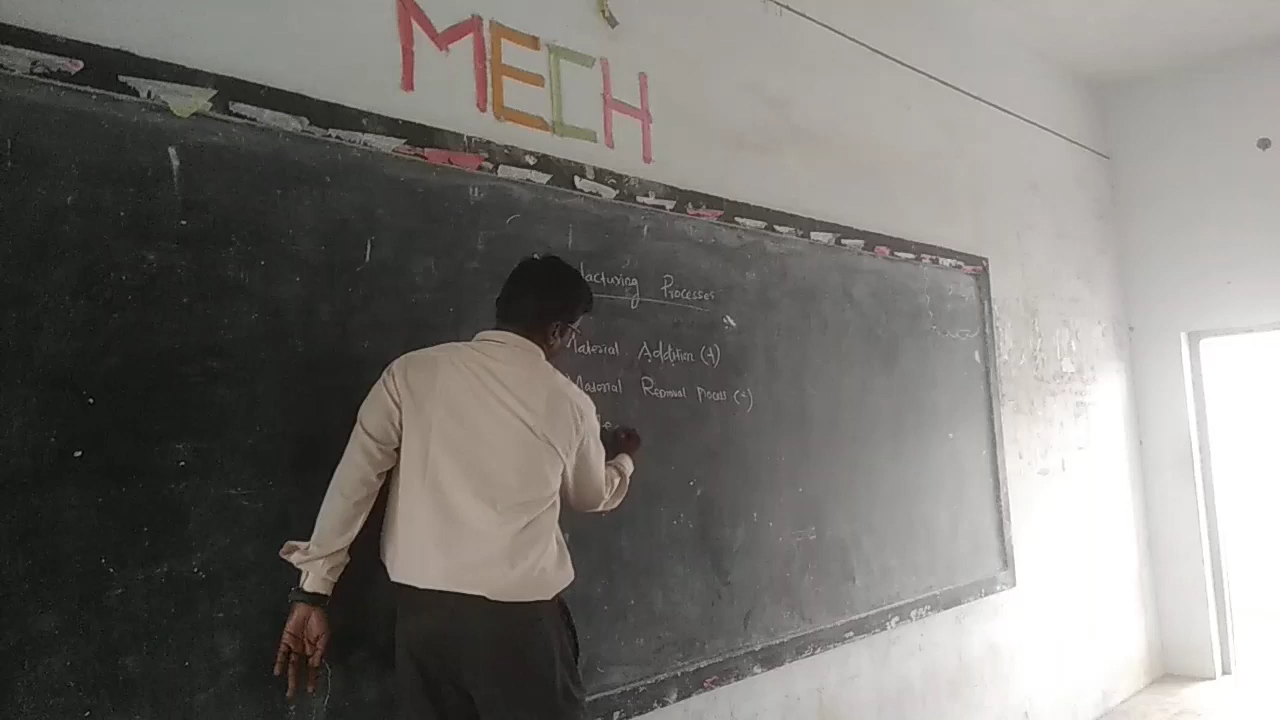 MECH
facturing Processes
Material Addition (+)
Material Removal Process (-)